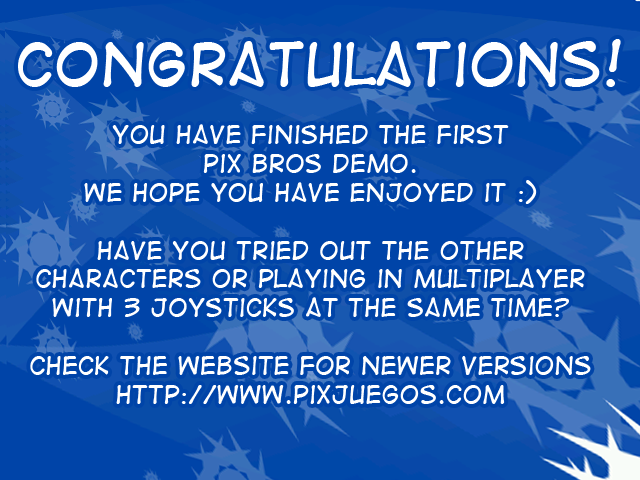 CONGRATULATIONS!
YOU HAVE FINISHED THE FIRST
PIX BROS DEMO.
WE HOPE YOU HAVE ENJOYED IT :)
HAVE YOU TRIED OUT THE OTHER
CHARACTERS OR PLAYING IN MULTIPLAYER
WITH 3 JOYSTICKS AT THE SAME TIME?
CHECK THE WEBSITE FOR NEWER VERSIONS
HTTP://WWW.PIXJUEGOS.COM